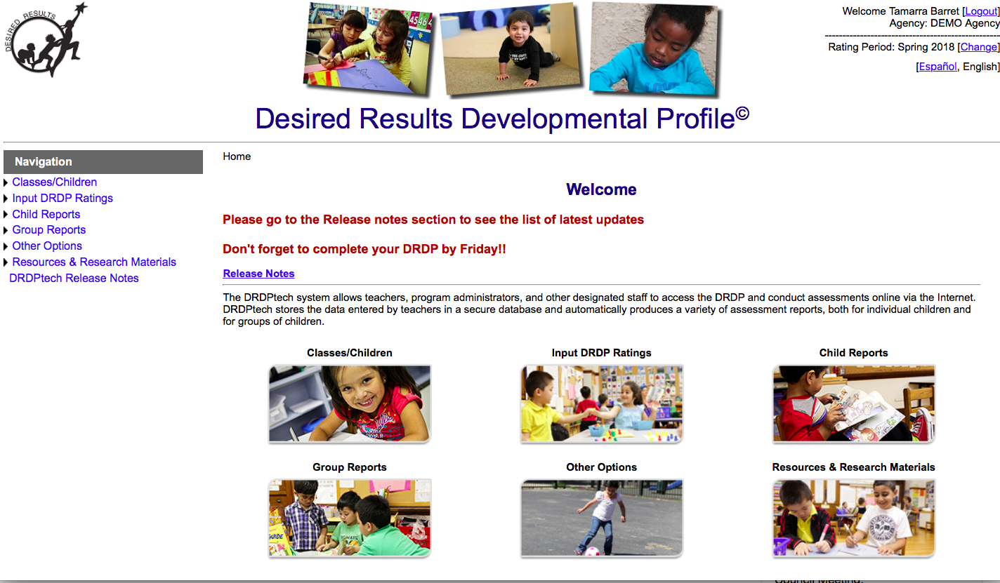 DESIRED RESULTS
45 46
LOVE
Welcome Tamarra Barret [Logout]
Agency: DEMO Agency
Rating Period: Spring 2018 [Change]
[Español, English]
Desired Results Developmental Profile©
Navigation
Classes/Children
Input DRDP Ratings
Child Reports
Group Reports
Other Options
Resources & Research Materials
DRDPtech Release Notes
Home
Welcome
Please go to the Release notes section to see the list of latest updates
Don't forget to complete your DRDP by Friday!!
Release Notes
The DRDPtech system allows teachers, program administrators, and other designated staff to access the DRDP and conduct assessments online via the Internet.
DRDPtech stores the data entered by teachers in a secure database and automatically produces a variety of assessment reports, both for individual children and
for groups of children.
Classes/Children
Input DRDP Ratings
Child Reports
Group Reports
Other Options
Resources & Research Materials
GUIDE
Council Meeting.